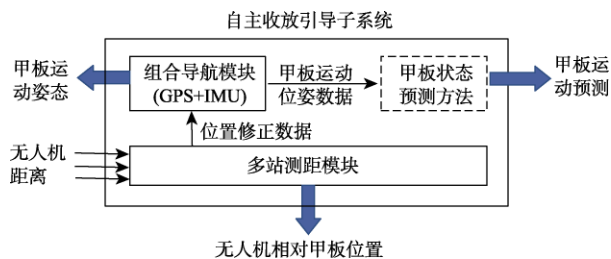 自主收放引导子系统
甲板运
动姿态
组合导航模块
(GPS+IMU)
甲板运动
位姿数据
甲板状态
预测方法
甲板运
动预测
位置修正数据
无人机
距离
多站测距模块
无人机相对甲板位置